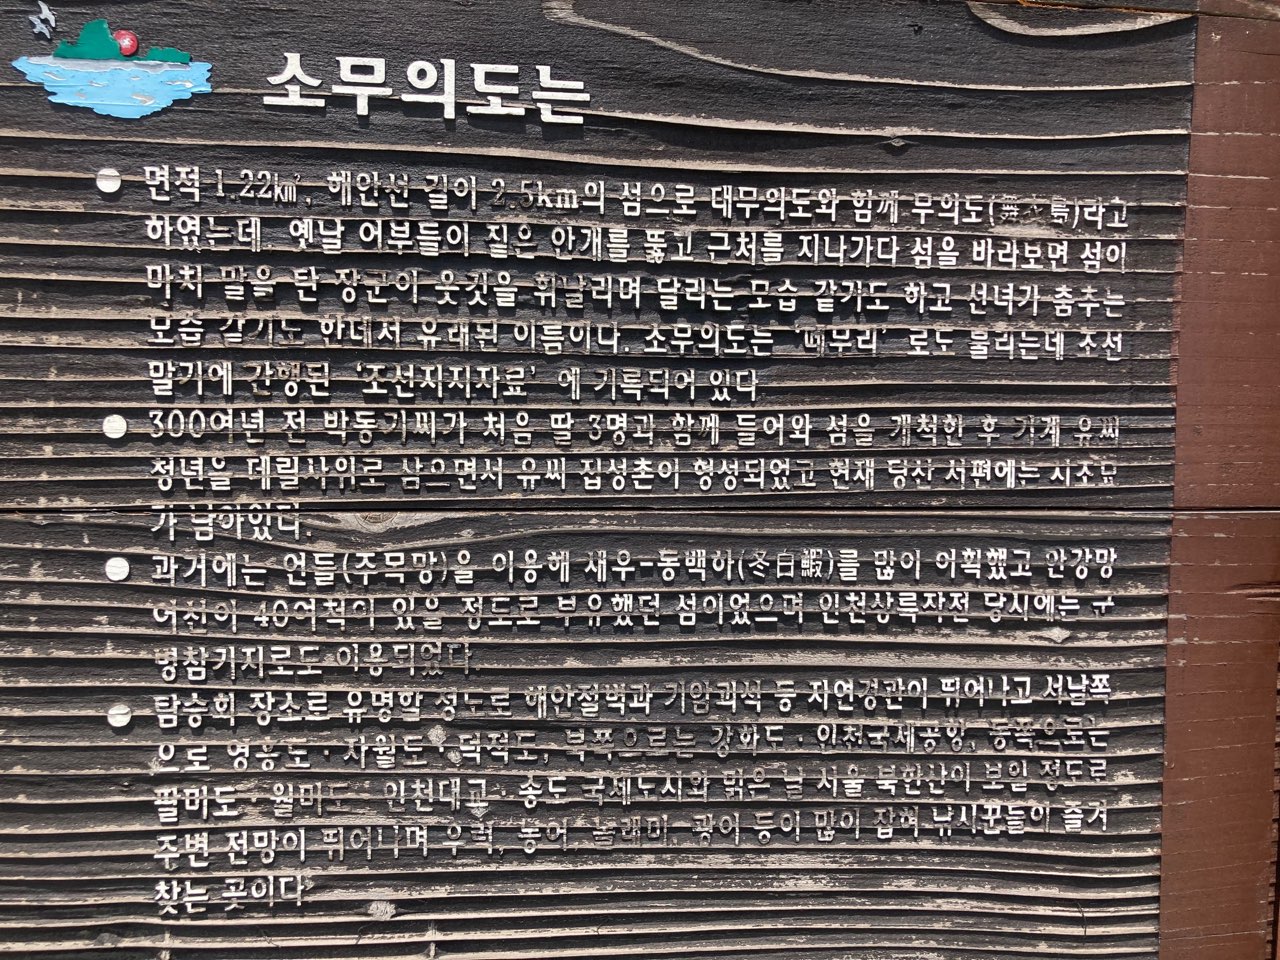 소무의도는
면적 1.22㎢, 해안선 길이 2.5km의 섬으로 대무의도와 함께 무의도(舞衣島)라고
하였는데, 옛날 어부들이 짙은 안개를 뚫고 근처를 지나가다 섬을 바라보면 섬이
마치 말을 탄 장군이 옷깃을 휘날리며 달리는 모습 같기도 하고 선녀가 춤추는
모습 같기도 한데서 유래된 이름이다. 소무의도는 '떼무리' 로도 불리는데 조선
말기에 간행된 '조선지지자료' 에 기록되어 있다
300여년 전 박동기씨가 처음 딸 3명과 함께 들어와 섬을 개척한 후 기계 유씨
청년을 데릴사위로 삼으면서 유씨 집성촌이 형성되었고 현재 당산 서편에는 시조묘
가 남아있다.
과거에는 언들(주목망)을 이용해 새우-동백하(冬白鰕)를 많이 어획했고 안강망
어선이 40여척이 있을 정도로 부유했던 섬이었으며 인천상륙작전 당시에는 구
병참기지로도 이용되었다.
탐승회 장소로 유명할 정도로 해안절벽과 기암괴석 등 자연경관이 뛰어나고 서남쪽
으로 영흥도·자월도·덕적도, 북쪽으로는 강화도·인천국제공항, 동쪽으로는
팔미도·월미도·인천대교·송도 국제도시와 맑은 날 서울 북한산이 보일 정도로
주변 전망이 뛰어나며 우럭, 농어, 놀래미, 광어 등이 많이 잡혀 낚시꾼들이 즐겨
찾는 곳이다